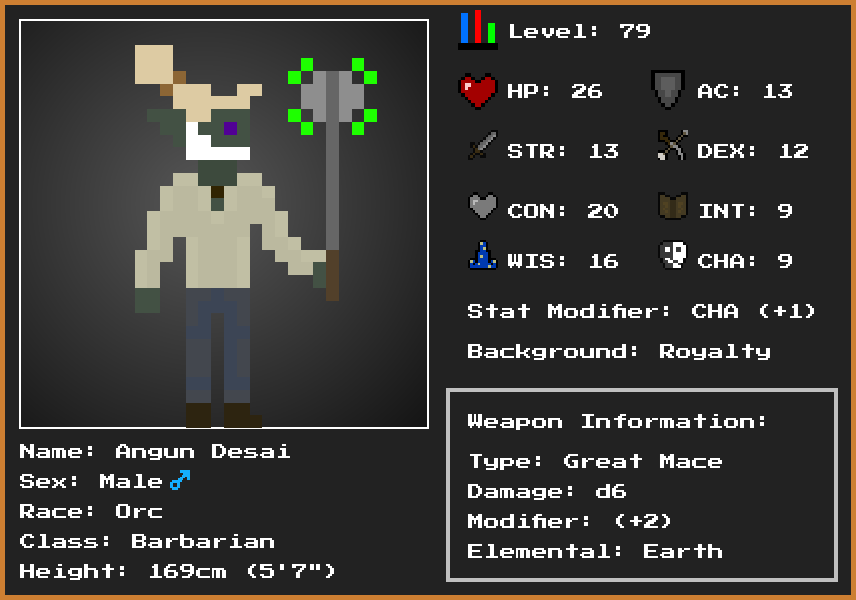 Level: 79
HP: 26
AC: 13
STR: 13
DEX: 12
CON: 20
INT: 9
WIS: 16
CHA: 9
Stat Modifier: CHA (+1)
Background: Royalty
Weapon Information:
Type: Great Mace
Damage: d6
Modifier: (+2)
Elemental: Earth
Name: Angun Desai
Sex: Male♂
Race: Orc
Class: Barbarian
Height: 169cm (5'7")